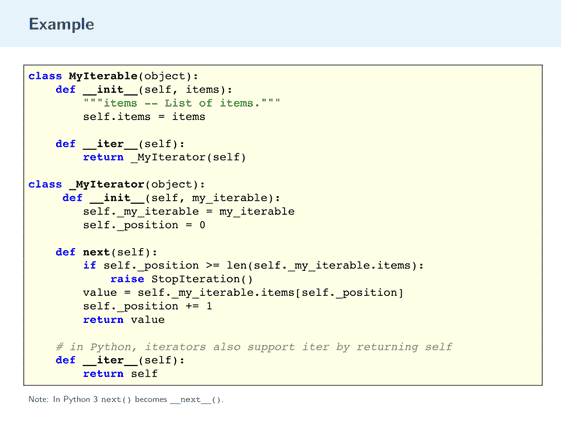 Example
class MyIterable(object):
    def __init__(self, items):
        """items -- List of items."""
        self.items = items

    def __iter__(self):
        return _MyIterator(self)

class _MyIterator(object):
     def __init__(self, my_iterable):
        self._my_iterable = my_iterable
        self._position = 0

    def next(self):
        if self._position >= len(self._my_iterable.items):
            raise StopIteration()
        value = self._my_iterable.items[self._position]
        self._position += 1
        return value

    # in Python, iterators also support iter by returning self
    def __iter__(self):
        return self
Note: In Python 3 next() becomes __next__().